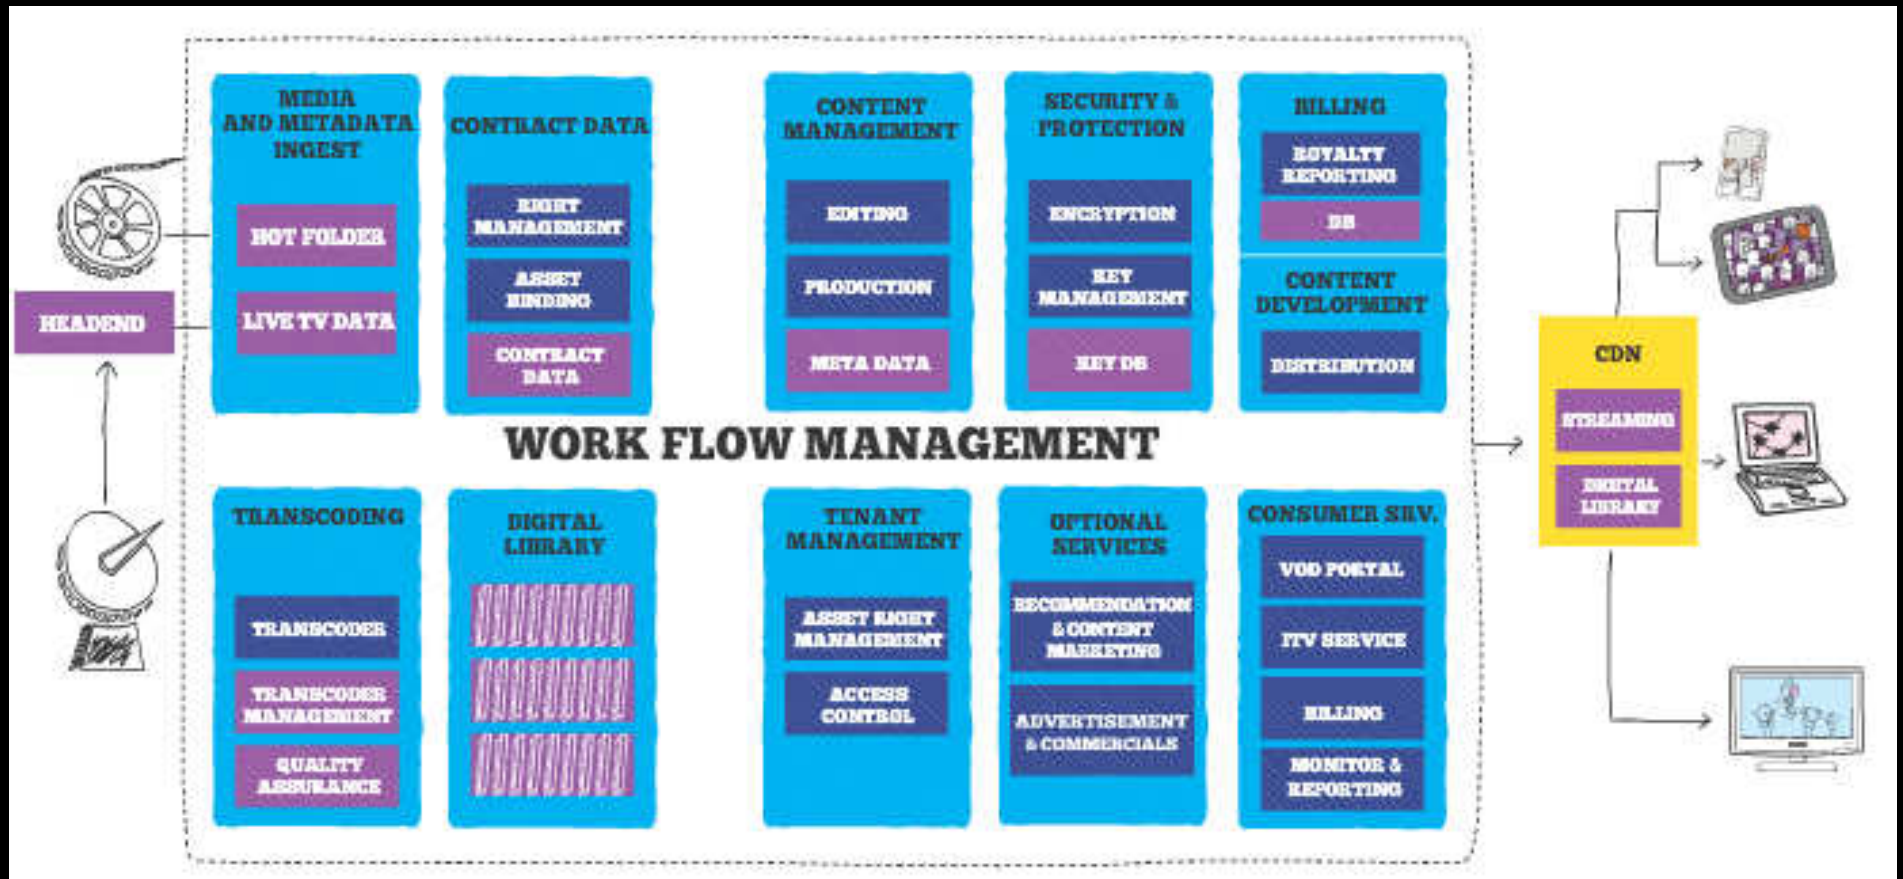 MEDIA
AND METADATA
INGEST
HOT FOLDER
LIVE TV DATA
HEADEND
CONTRACT DATA
RIGHT
MANAGEMENT
ASSET
BINDING
CONTRACT
DATA
CONTENT
MANAGEMENT
EDITING
PRODUCTION
META DATA
SECURITY &
PROTECTION
ENCRYPTION
KEY
MANAGEMENT
KEY DB
BILLING
ROYALTY
REPORTING
DB
CONTENT
DEVELOPMENT
DISTRIBUTION
WORK FLOW MANAGEMENT
TRANSCODING
TRANSCODER
TRANSCODER
MANAGEMENT
QUALITY
ASSURANCE
DIGITAL
LIBRARY
TENANT
MANAGEMENT
ASSET RIGHT
MANAGEMENT
ACCESS
CONTROL
OPTIONAL
SERVICES
RECOMMENDATION
& CONTENT
MARKETING
ADVERTISEMENT
& COMMERCIALS
CONSUMER SRV.
VOD PORTAL
ITV SERVICE
BILLING
MONITOR &
REPORTING
CDN
STREAMING
DIGITAL
LIBRARY